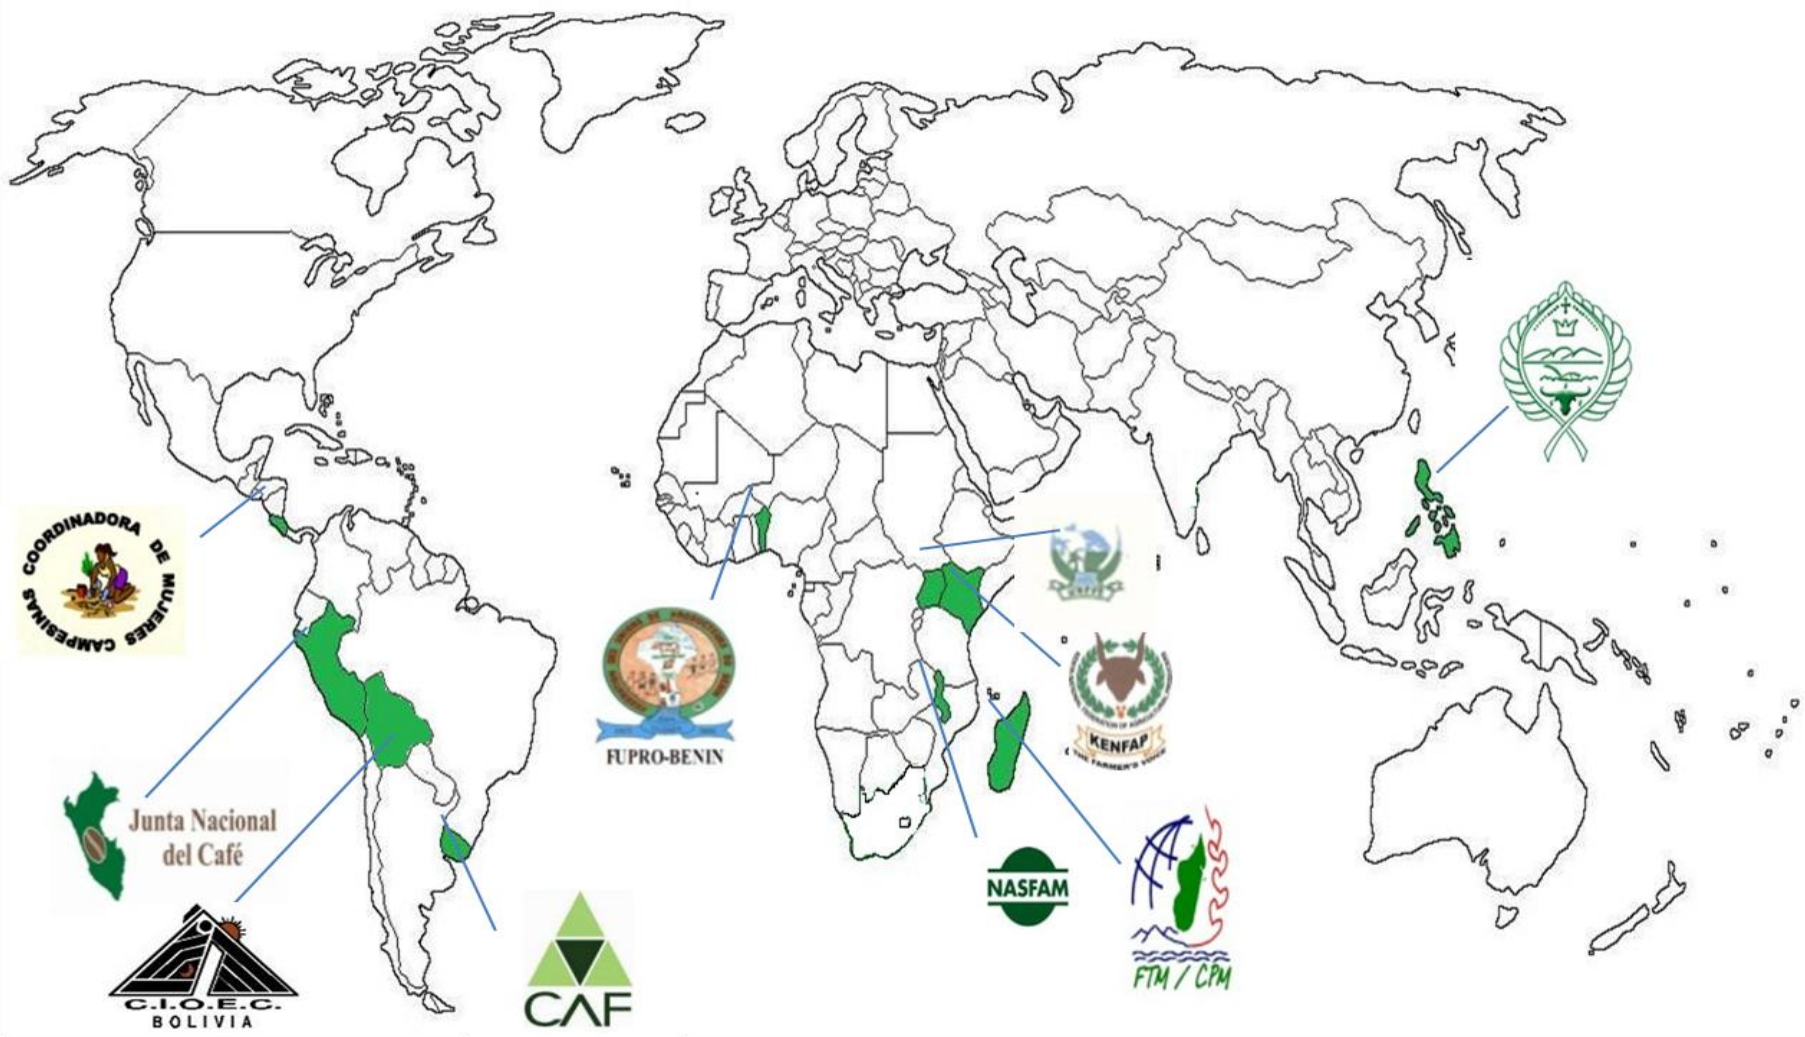 COORDINADORA DE MUJERES CAMPESINAS
Junta Nacional
del Café
C.I.O.E.C.
BOLIVIA
CAF
FUPRO-BENIN
UNFFE
KENFAP
THE FARMER'S VOICE
NASFAM
FTM / CPM